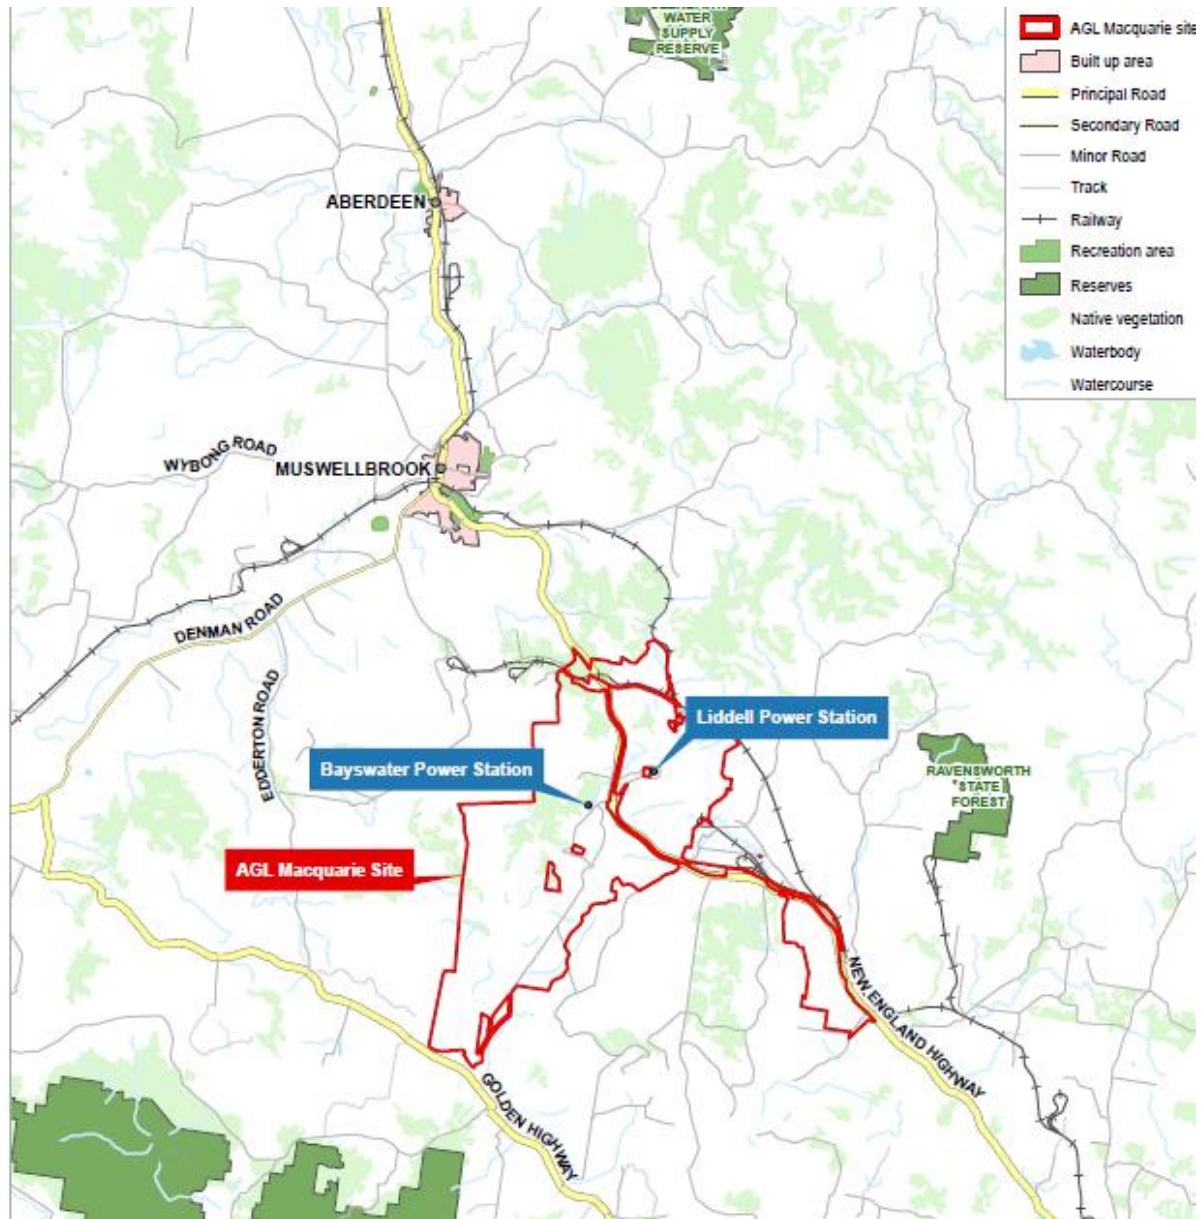 WATER
SUPPLY
RESERVE
AGL Macquarie site
Built up area
Principal Road
Secondary Road
Minor Road
Track
Railway
Recreation area
Reserves
Native vegetation
Waterbody
Watercourse
ABERDEEN
WYBONG ROAD
MUSWELLBROOK
DENMAN ROAD
EDDERTON ROAD
Liddell Power Station
Bayswater Power Station
RAVENSWORTH
STATE
FOREST
AGL Macquarie Site
NEW ENGLAND HIGHWAY
GOLDEN HIGHWAY